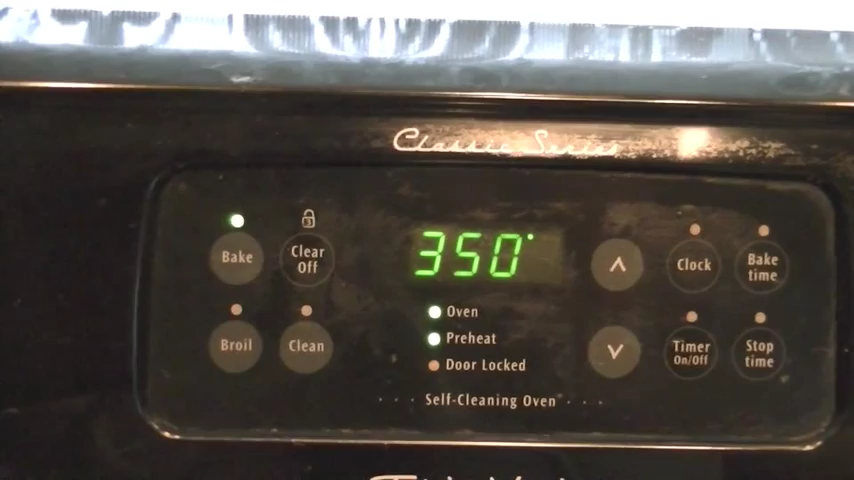 Classic Series
Bake
3
Clear
Off
350°
Clock
Bake
time
Oven
Preheat
Door Locked
Broil
Clean
Timer
On/Off
Stop
time
Self-Cleaning Oven